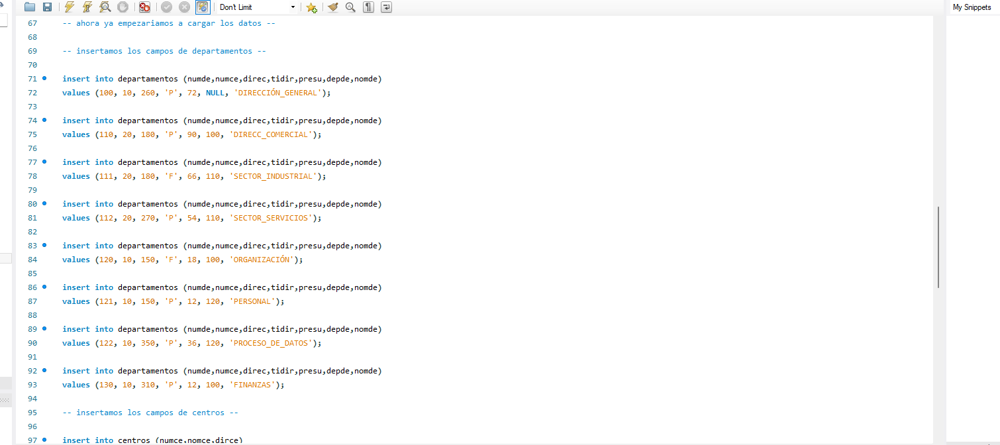 Don't Limit
My Snippets
67 -- ahora ya empezariamos a cargar los datos --
68
69 -- insertamos los campos de departamentos --
70
71 insert into departamentos (numde,numce,direc,tidir,presu,depde,nomde)
72 values (100, 10, 260, 'P', 72, NULL, 'DIRECCIÓN_GENERAL');
73
74 insert into departamentos (numde,numce,direc,tidir,presu,depde,nomde)
75 values (110, 20, 180, 'P', 90, 100, 'DIRECC_COMERCIAL');
76
77 insert into departamentos (numde,numce,direc,tidir,presu,depde,nomde)
78 values (111, 20, 180, 'F', 66, 110, 'SECTOR_INDUSTRIAL');
79
80 insert into departamentos (numde,numce,direc,tidir,presu,depde,nomde)
81 values (112, 20, 270, 'P', 54, 110, 'SECTOR_SERVICIOS');
82
83 insert into departamentos (numde,numce,direc,tidir,presu,depde,nomde)
84 values (120, 10, 150, 'F', 18, 100, 'ORGANIZACIÓN');
85
86 insert into departamentos (numde,numce,direc,tidir,presu,depde,nomde)
87 values (121, 10, 150, 'P', 12, 120, 'PERSONAL');
88
89 insert into departamentos (numde,numce,direc,tidir,presu,depde,nomde)
90 values (122, 10, 350, 'P', 36, 120, 'PROCESO_DE_DATOS');
91
92 insert into departamentos (numde,numce,direc,tidir,presu,depde,nomde)
93 values (130, 10, 310, 'P', 12, 100, 'FINANZAS');
94
95 -- insertamos los campos de centros --
96
97 insert into centros (numce,nomce,dirce)